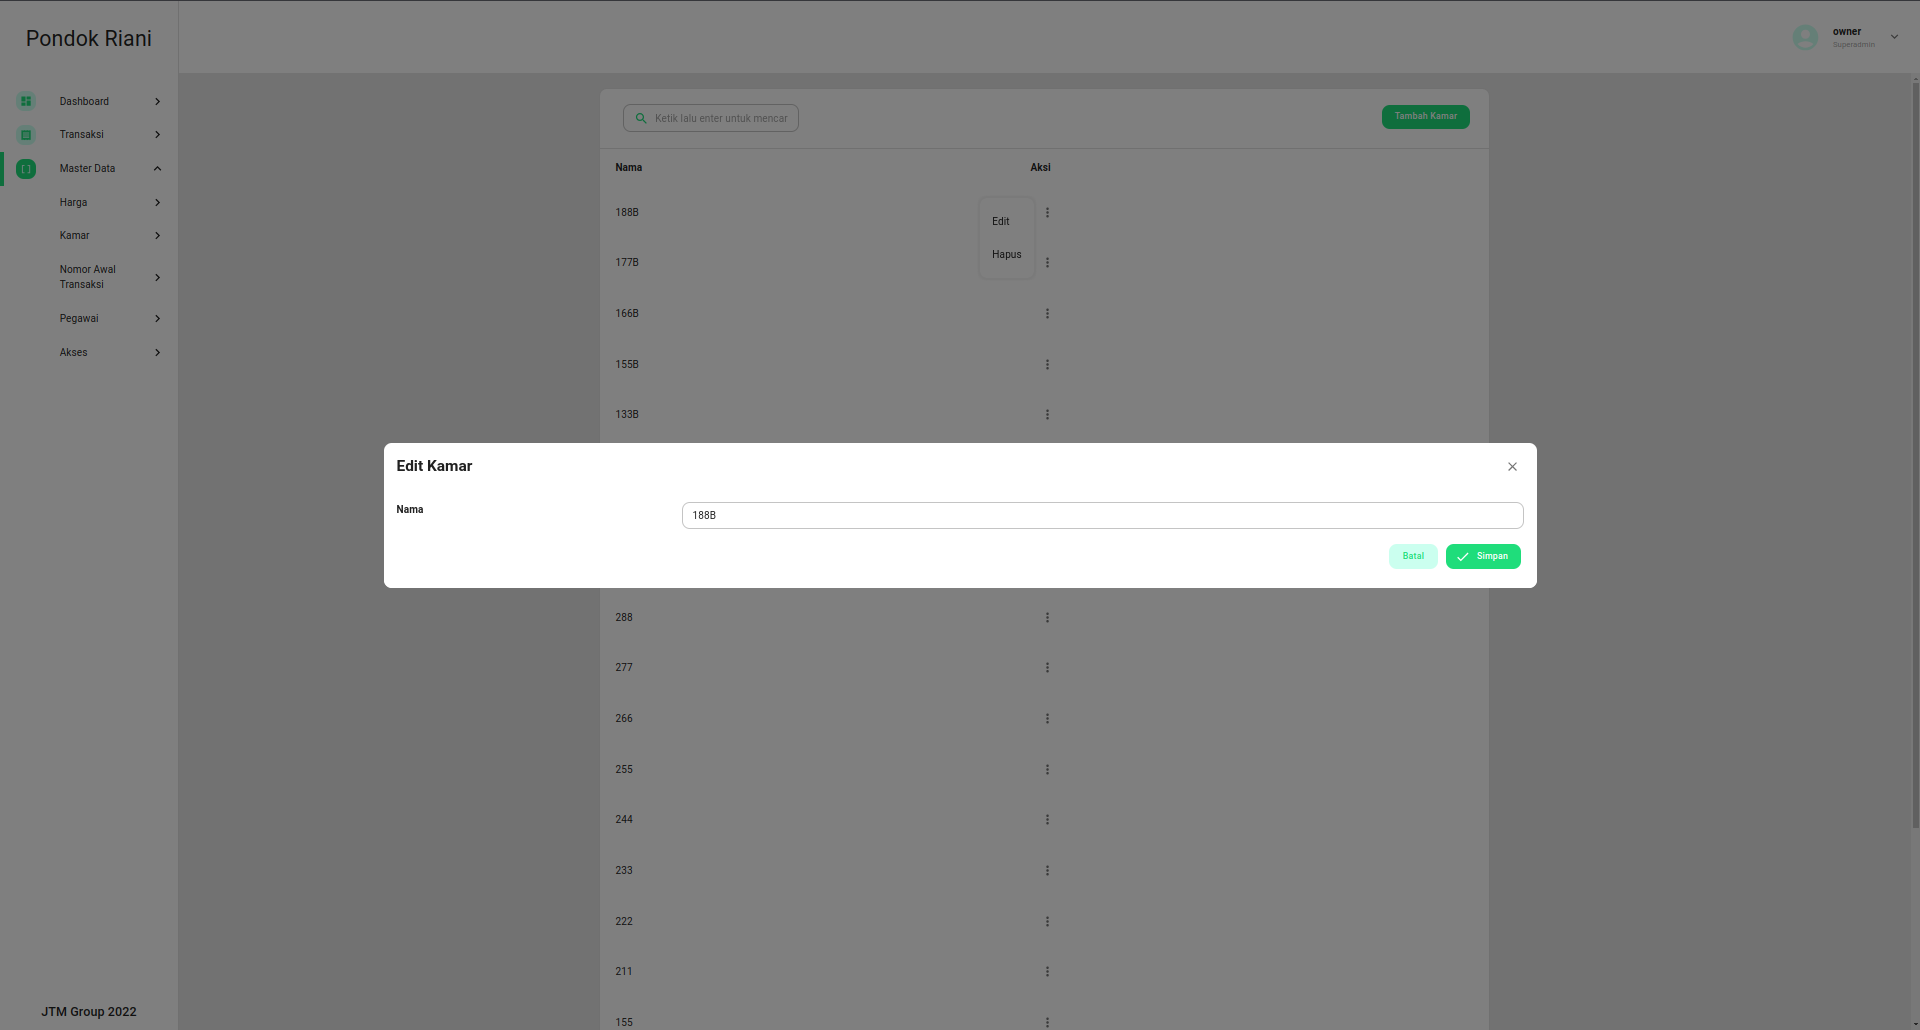 Pondok Riani
owner
Superadmin
Dashboard
Transaksi
Master Data
Harga
Kamar
Nomor Awal
Transaksi
Pegawai
Akses
JTM Group 2022
Ketik lalu enter untuk mencar
Tambah Kamar
Nama Aksi
188B
Edit
Hapus
177B
166B
155B
133B
Edit Kamar
Nama 188B
Batal Simpan
288
277
266
255
244
233
222
211
155